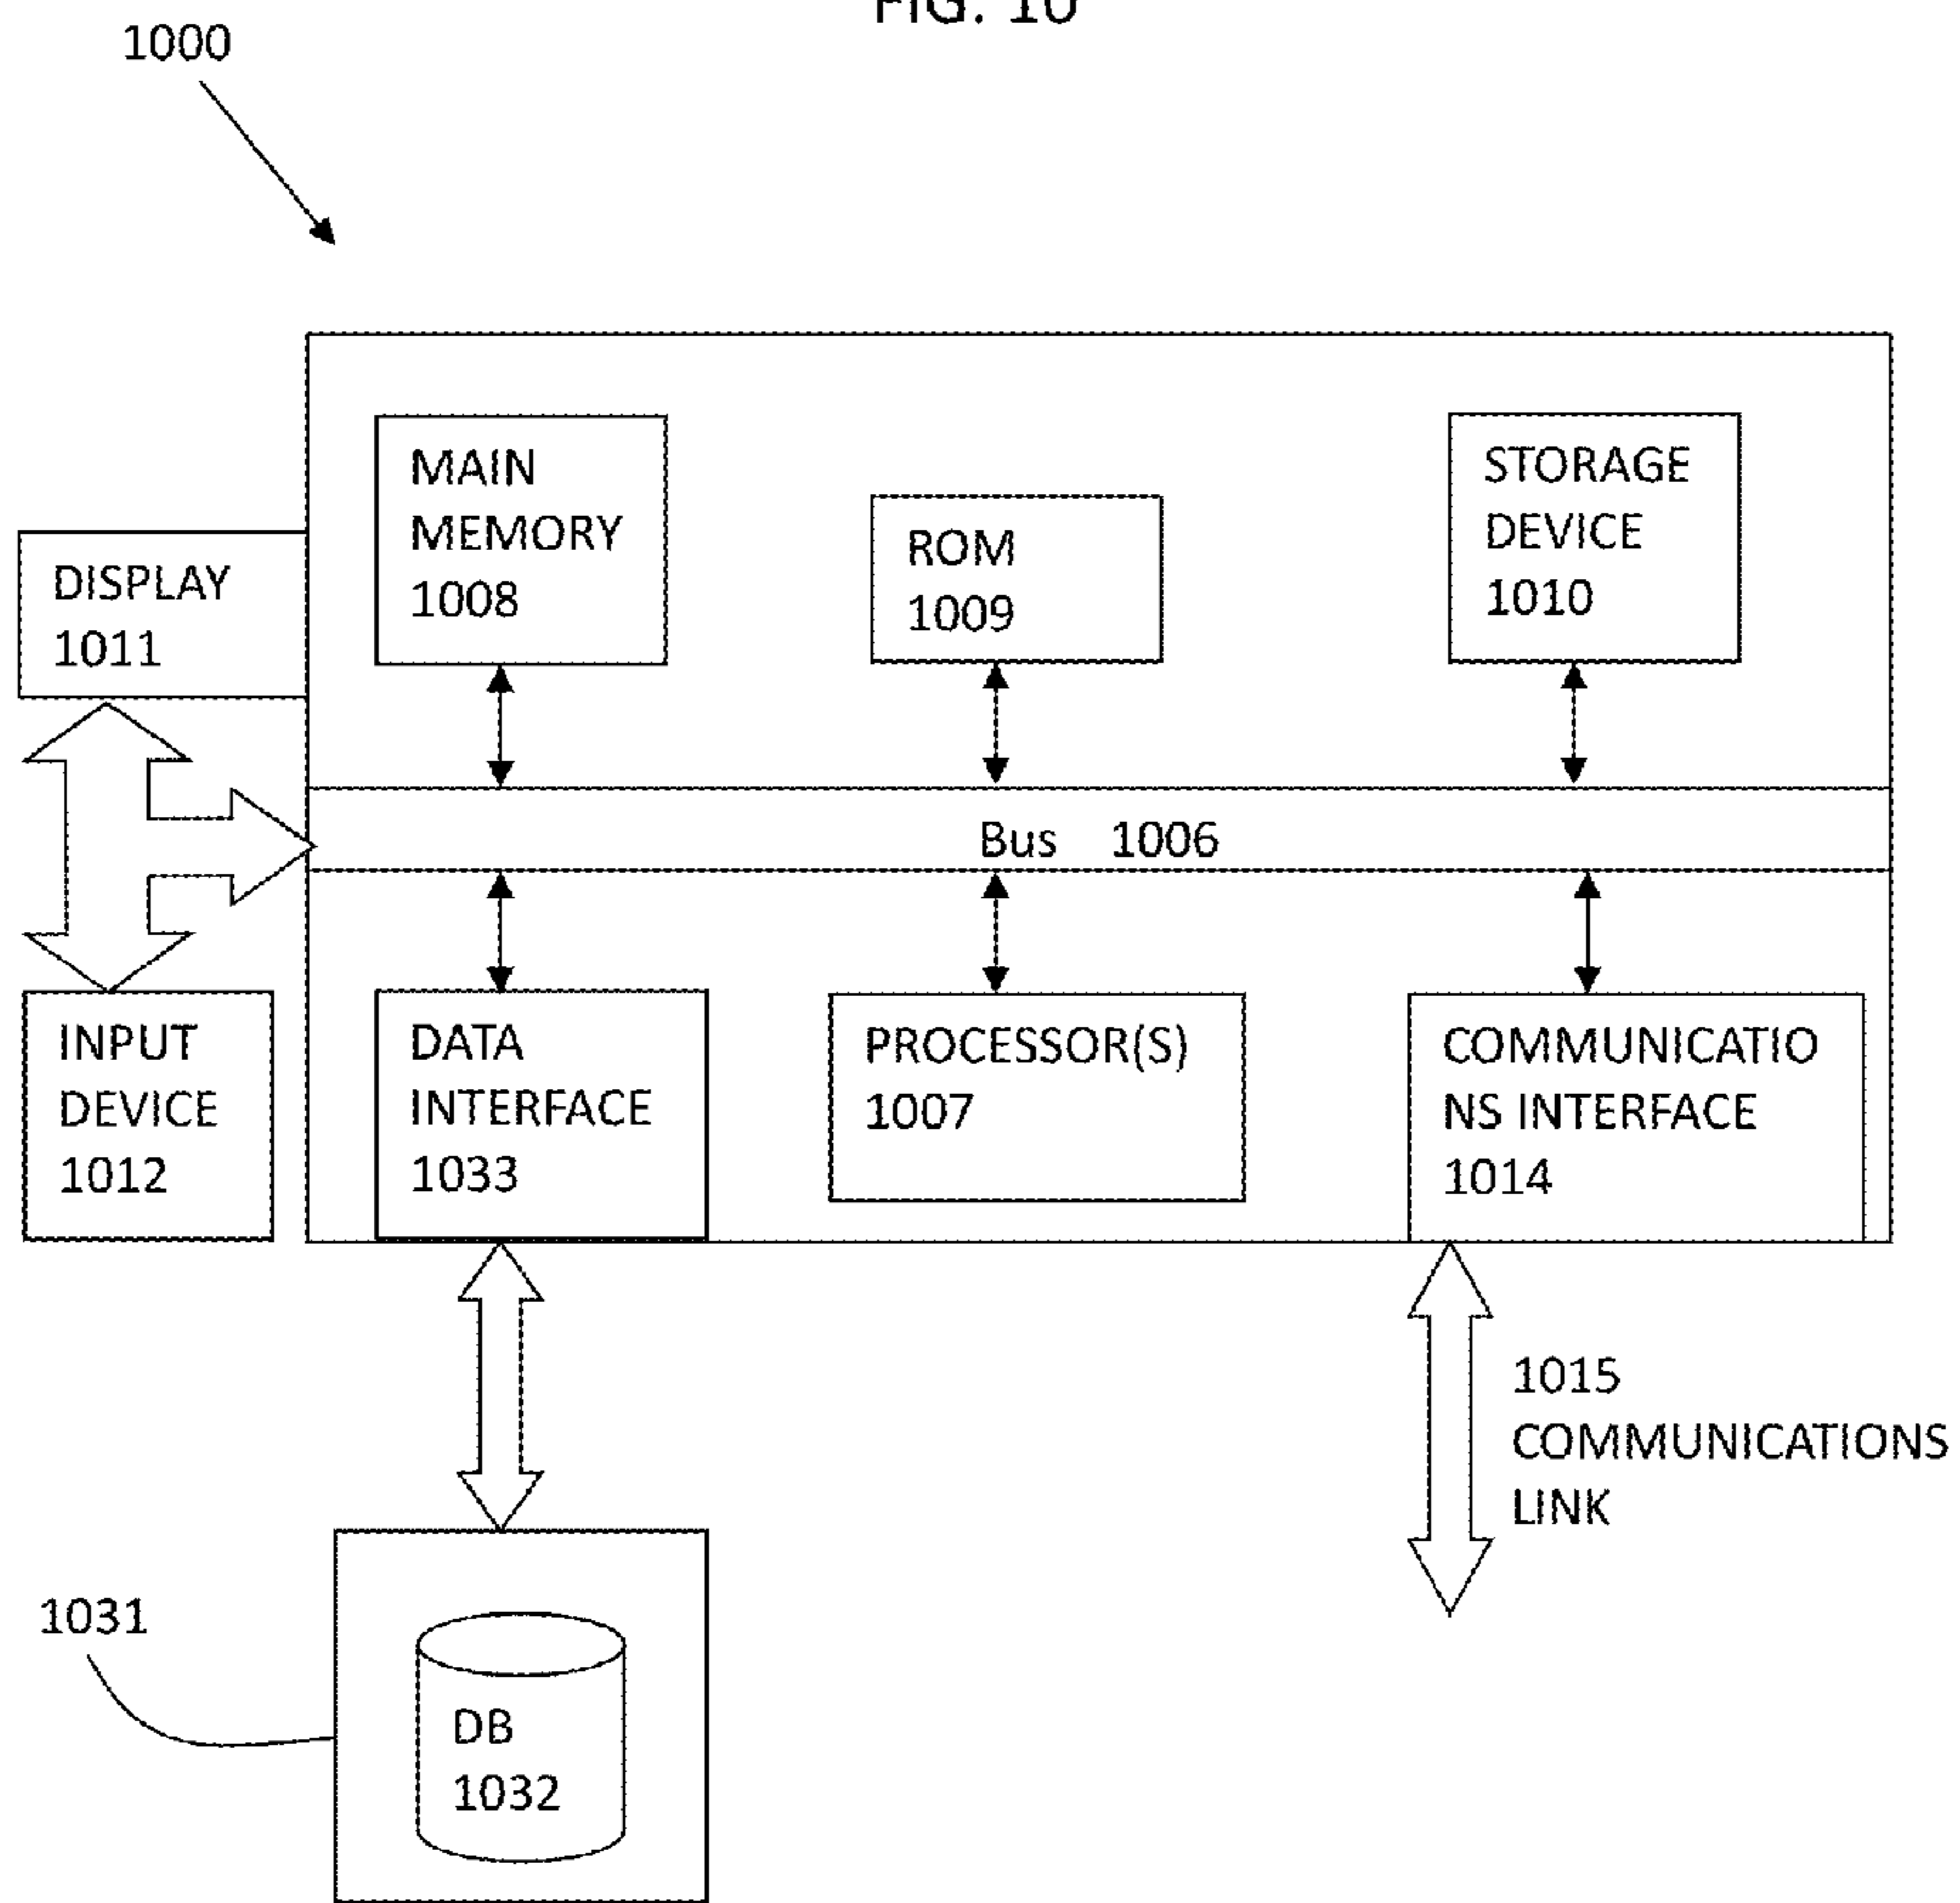 FIG. 10
1000
MAIN
MEMORY
1008
ROM
1009
STORAGE
DEVICE
1010
DISPLAY
1011
Bus 1006
INPUT
DEVICE
1012
DATA
INTERFACE
1033
PROCESSOR(S)
1007
COMMUNICATIO
NS INTERFACE
1014
1015
COMMUNICATIONS
LINK
1031
DB
1032